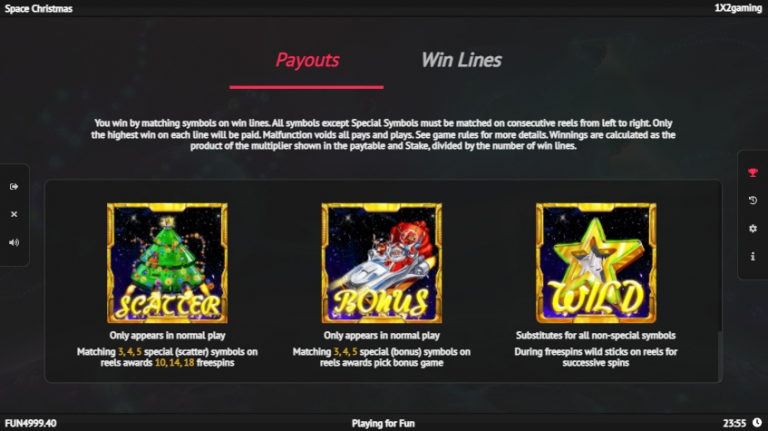 Space Christmas
1X2gaming
Payouts
Win Lines
You win by matching symbols on win lines. All symbols except Special Symbols must be matched on consecutive reels from left to right. Only
the highest win on each line will be paid. Malfunction voids all pays and plays. See game rules for more details. Winnings are calculated as the
product of the multiplier shown in the paytable and Stake, divided by the number of win lines.
SCATTER
BONUS
WILD
Only appears in normal play
Matching 3, 4, 5 special (scatter) symbols on
reels awards 10, 14, 18 freespins
Only appears in normal play
Matching 3, 4, 5 special (bonus) symbols on
reels awards pick bonus game
Substitutes for all non-special symbols
During freespins wild sticks on reels for
successive spins
FUN4999.40
Playing for Fun
23:55